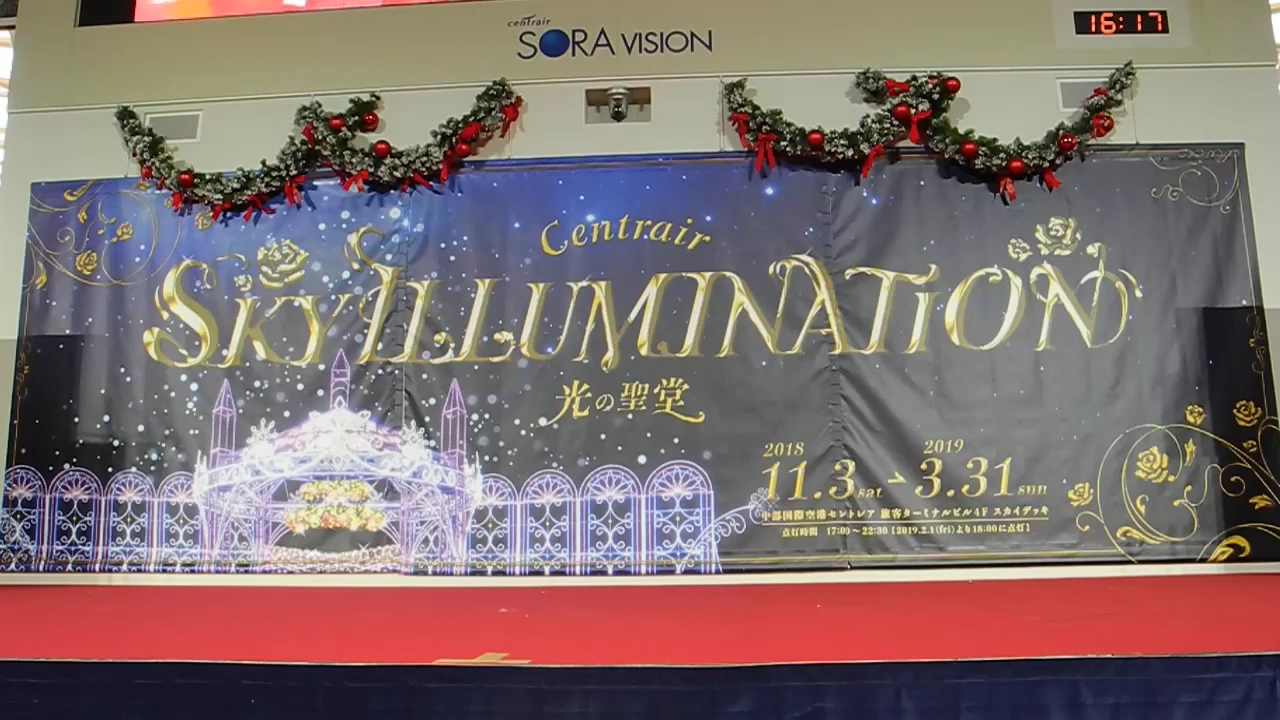 centrair
SORA VISION
16:17
Centrair
SKY ILLUMINATION
光の聖堂
2018 2019
11.3 sat → 3.31 sun
中部国際空港セントレア 旅客ターミナルビル4F スカイデッキ
点灯時間 17:00〜22:30 [2019.2.1(fri)より18:00に点灯]